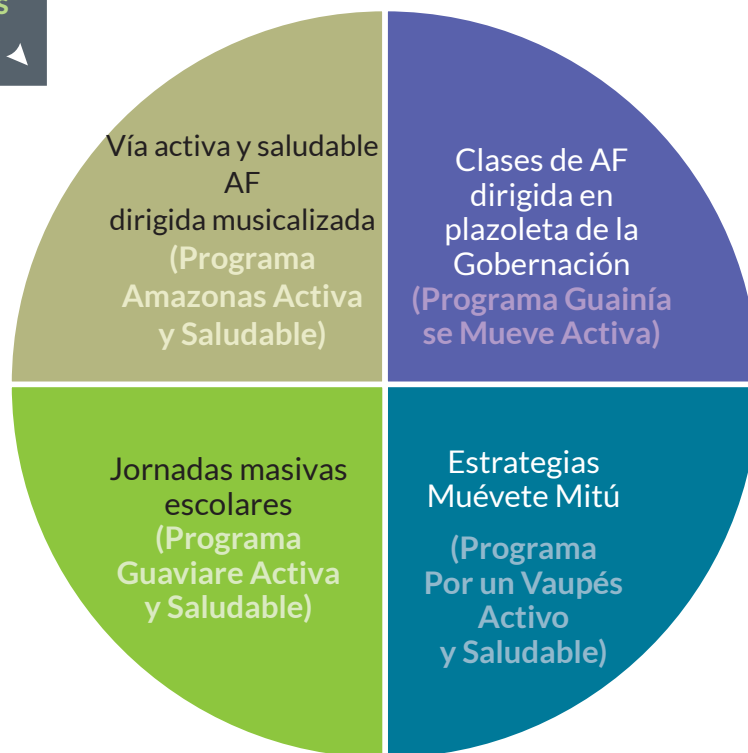 s
Vía activa y saludable
AF
dirigida musicalizada
(Programa
Amazonas Activa
y Saludable)
Clases de AF
dirigida en
plazoleta de la
Gobernación
(Programa Guainía
se Mueve Activa)
Jornadas masivas
escolares
(Programa
Guaviare Activa
y Saludable)
Estrategias
Muévete Mitú
(Programa
Por un Vaupés
Activo
y Saludable)